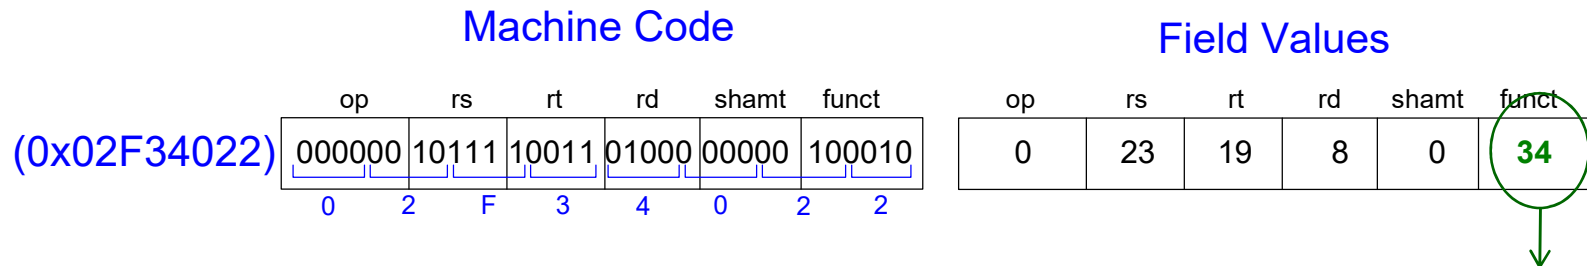 Machine Code Field Values
op rs rt rd shamt funct op rs rt rd shamt funct
(0x02F34022) 000000 10111 10011 01000 00000 100010 0 23 19 8 0 34
0 2 F 3 4 0 2 2